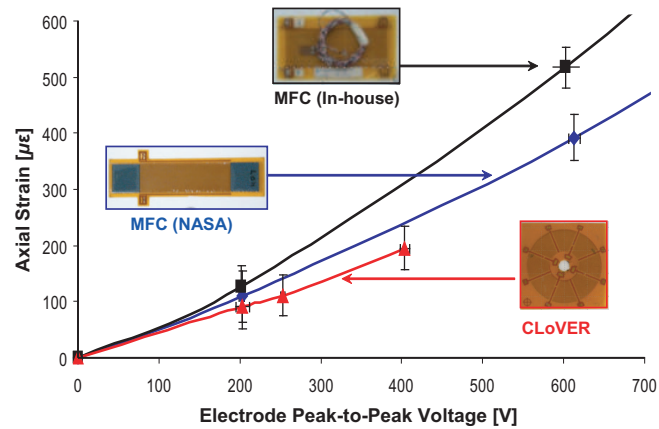 600
500
400
300
200
100
0
Axial Strain [µε]
MFC (In-house)
MFC (NASA)
CLoVER
0 100 200 300 400 500 600 700
Electrode Peak-to-Peak Voltage [V]